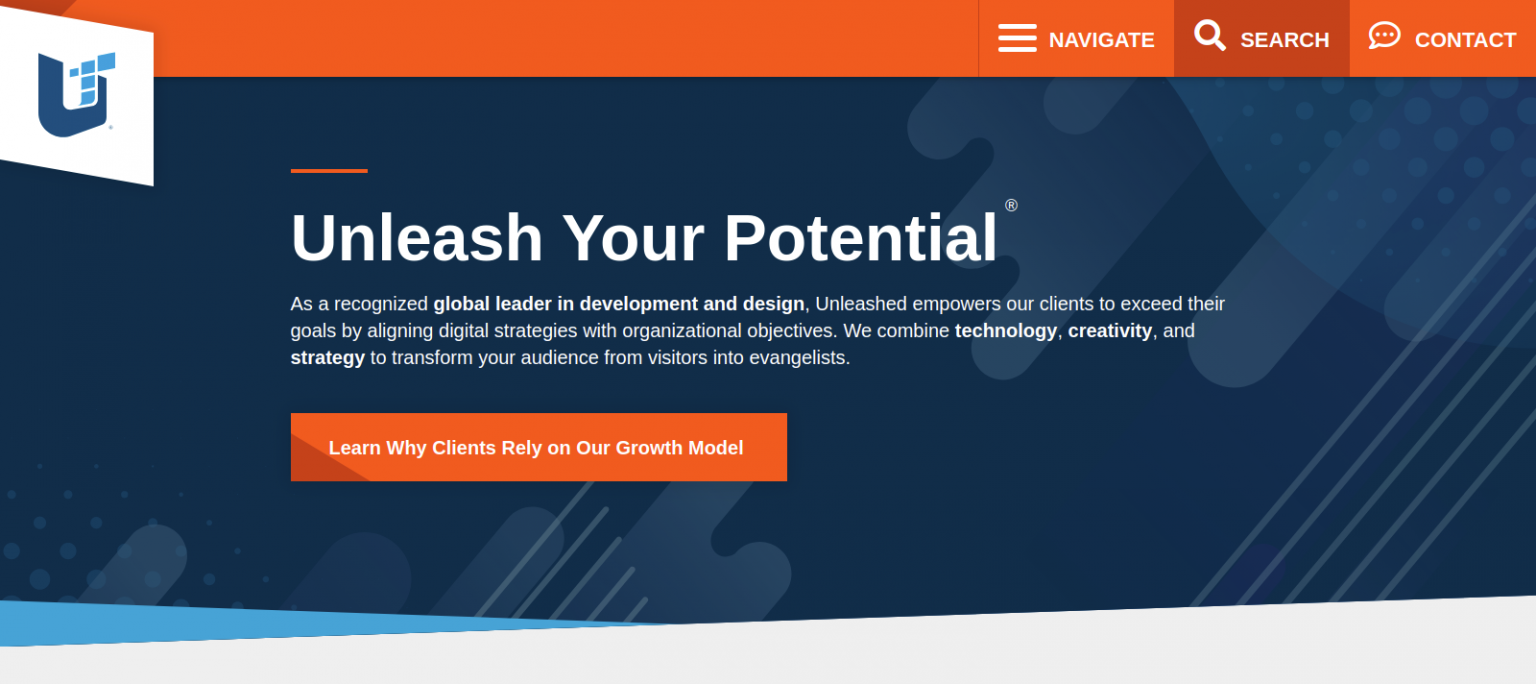 NAVIGATE
SEARCH
CONTACT
Unleash Your Potential®
As a recognized global leader in development and design, Unleashed empowers our clients to exceed their
goals by aligning digital strategies with organizational objectives. We combine technology, creativity, and
strategy to transform your audience from visitors into evangelists.
Learn Why Clients Rely on Our Growth Model